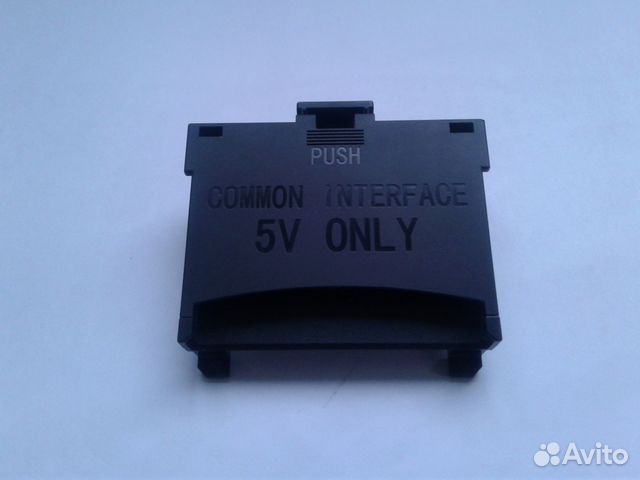 PUSH
COMMON INTERFACE
5V ONLY
Avito